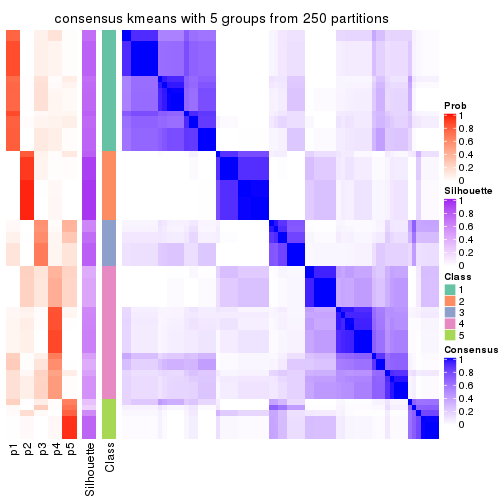 consensus kmeans with 5 groups from 250 partitions
Prob
1
0.8
0.6
0.4
0.2
0
Silhouette
1
0.8
0.6
0.4
0.2
0
Class
1
2
3
4
5
Consensus
1
0.8
0.6
0.4
0.2
0
p1
p2
p3
p4
p5
Silhouette
Class